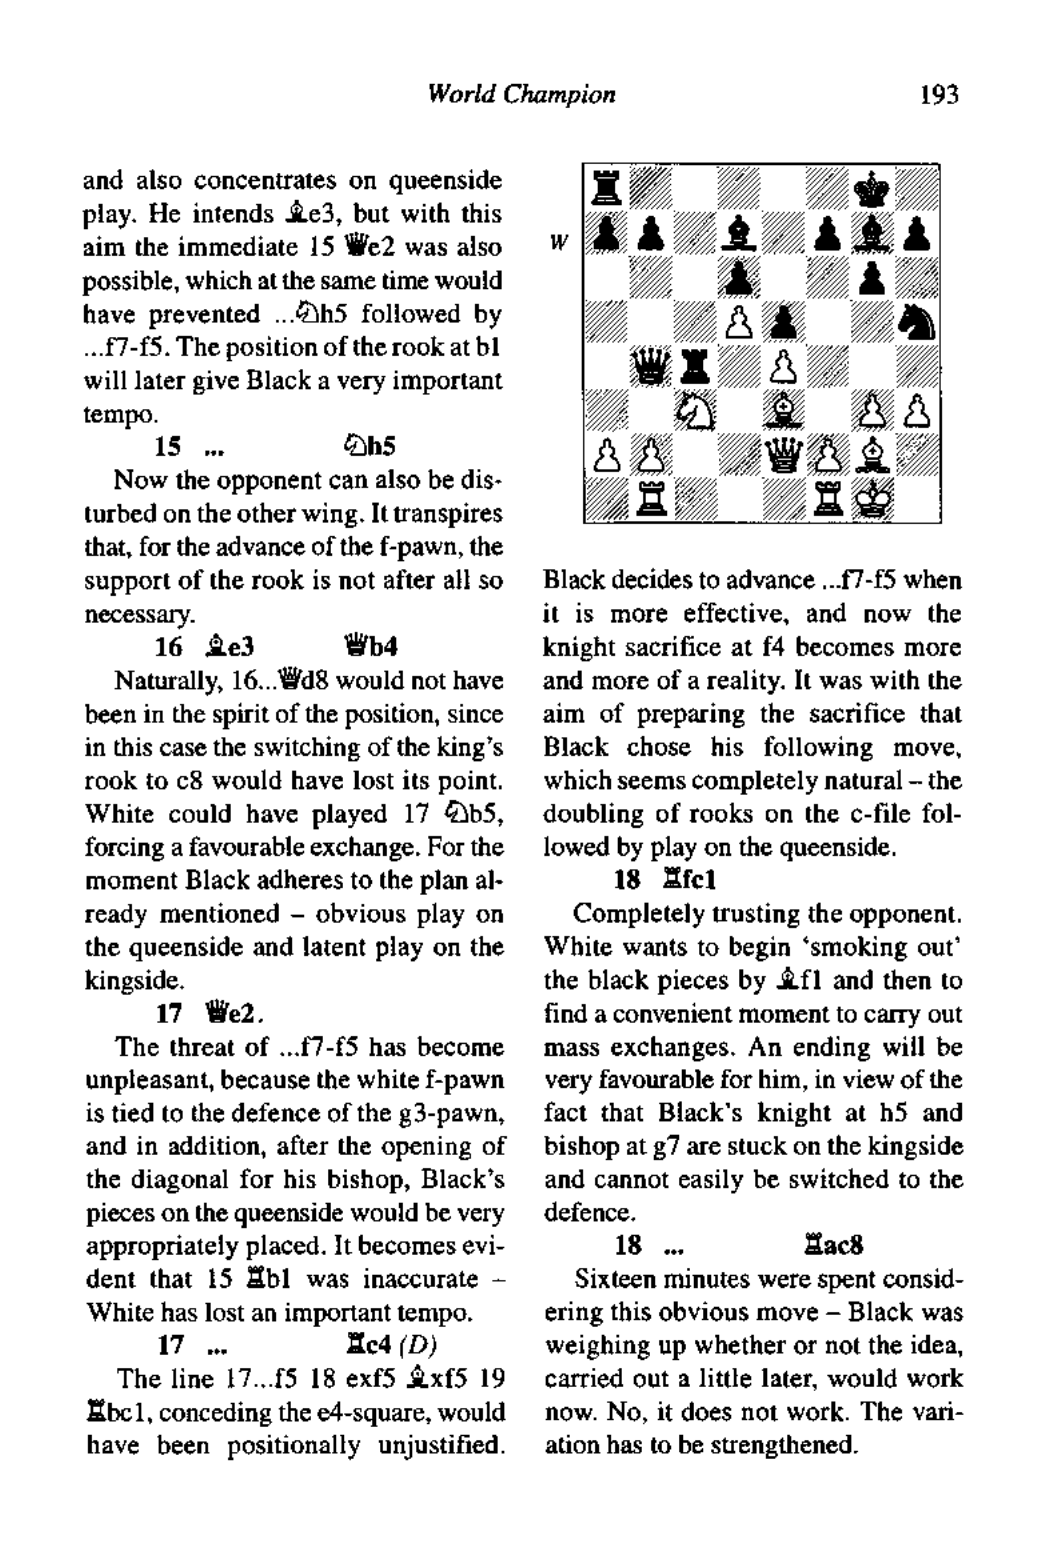 World Champion 193
and also concentrates on queenside
play. He intends ♗e3, but with this
aim the immediate 15 ♕e2 was also
possible, which at the same time would
have prevented ...♘h5 followed by
...f7-f5. The position of the rook at b1
will later give Black a very important
tempo.
15 ... ♘h5
Now the opponent can also be dis-
turbed on the other wing. It transpires
that, for the advance of the f-pawn, the
support of the rook is not after all so
necessary.
16 ♗e3 ♕b4
Naturally, 16...♕d8 would not have
been in the spirit of the position, since
in this case the switching of the king's
rook to c8 would have lost its point.
White could have played 17 ♘b5,
forcing a favourable exchange. For the
moment Black adheres to the plan al-
ready mentioned – obvious play on
the queenside and latent play on the
kingside.
17 ♕e2.
The threat of ...f7-f5 has become
unpleasant, because the white f-pawn
is tied to the defence of the g3-pawn,
and in addition, after the opening of
the diagonal for his bishop, Black's
pieces on the queenside would be very
appropriately placed. It becomes evi-
dent that 15 ♖b1 was inaccurate –
White has lost an important tempo.
17 ... ♖c4 (D)
The line 17...f5 18 exf5 ♗xf5 19
♖bc1, conceding the e4-square, would
have been positionally unjustified.
W
Black decides to advance ...f7-f5 when
it is more effective, and now the
knight sacrifice at f4 becomes more
and more of a reality. It was with the
aim of preparing the sacrifice that
Black chose his following move,
which seems completely natural – the
doubling of rooks on the c-file fol-
lowed by play on the queenside.
18 ♖fc1
Completely trusting the opponent.
White wants to begin 'smoking out'
the black pieces by ♗f1 and then to
find a convenient moment to carry out
mass exchanges. An ending will be
very favourable for him, in view of the
fact that Black's knight at h5 and
bishop at g7 are stuck on the kingside
and cannot easily be switched to the
defence.
18 ... ♖ac8
Sixteen minutes were spent consid-
ering this obvious move – Black was
weighing up whether or not the idea,
carried out a little later, would work
now. No, it does not work. The vari-
ation has to be strengthened.